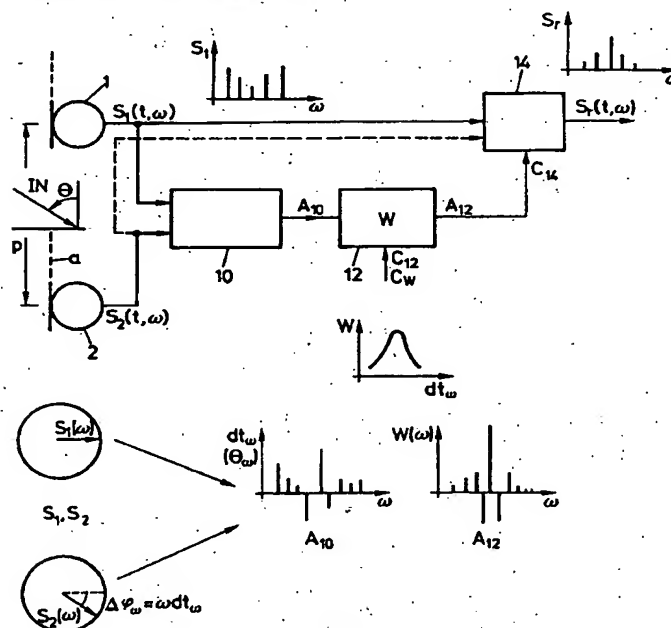 S₁
ω
Sᵣ
ω
1
14
S₁(t,ω)
Sᵣ(t,ω)
IN
Θ
C₁₄
A₁₀
W
A₁₂
p
a
10
12
C₁₂
C_W
S₂(t,ω)
2
W
dt_ω
S₁(ω)
dt_ω
(Θ_ω)
ω
W(ω)
ω
S₁, S₂
A₁₀
A₁₂
S₂(ω)
Δφ_ω = ω dt_ω